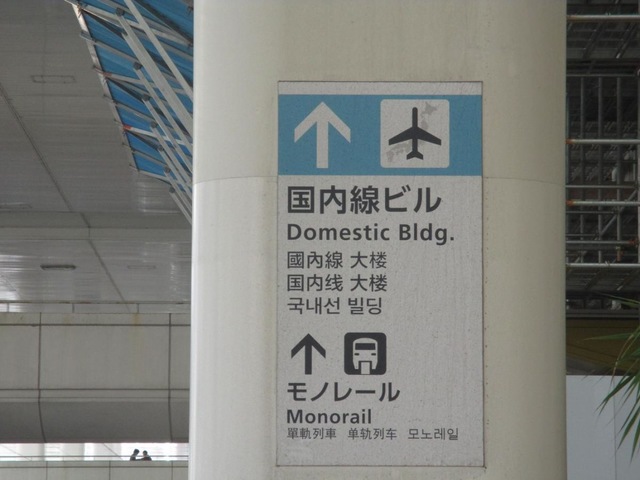 国内線ビル
Domestic Bldg.
國內線 大楼
国内线 大楼
국내선 빌딩
モノレール
Monorail
單軌列車 单轨列车 모노레일